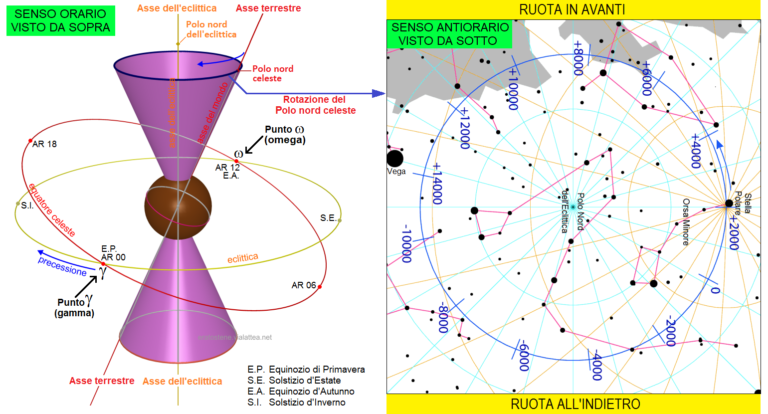 SENSO ORARIO
VISTO DA SOPRA
Asse dell'eclittica
Asse terrestre
Polo nord
dell'eclittica
Polo nord
celeste
Rotazione del
Polo nord celeste
Asse del mondo
ω
Punto ω
(omega)
AR 18
AR 12
E.A.
equatore celeste
S.I.
S.E.
E.P.
AR 00
eclittica
precessione
γ
Punto γ
(gamma)
AR 06
Asse terrestre
Asse dell'eclittica
E.P. Equinozio di Primavera
S.E. Solstizio d'Estate
E.A. Equinozio d'Autunno
S.I. Solstizio d'Inverno
RUOTA IN AVANTI
SENSO ANTIORARIO
VISTO DA SOTTO
+8000
+10000
+6000
+12000
+4000
Vega
+14000
Polo Nord
dell'Eclittica
Orsa Minore
Stella
Polare
+2000
-10000
0
-8000
-2000
-6000
-4000
RUOTA ALL'INDIETRO